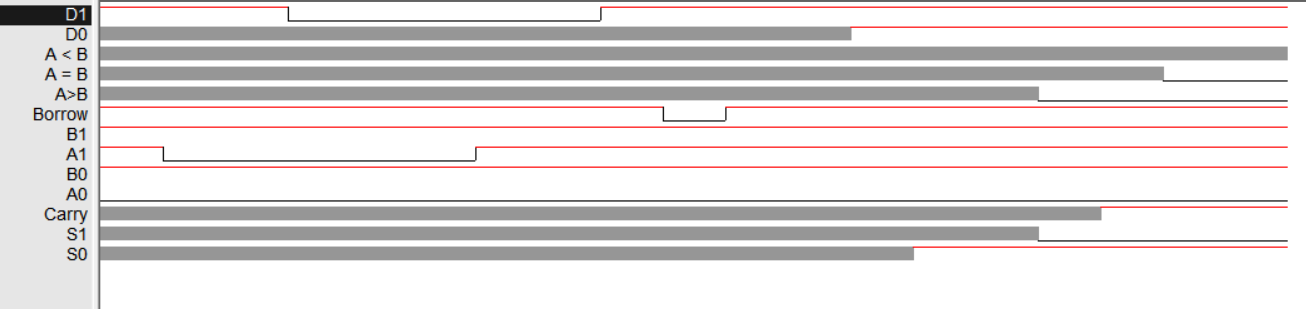 D1
D0
A < B
A = B
A>B
Borrow
B1
A1
B0
A0
Carry
S1
S0